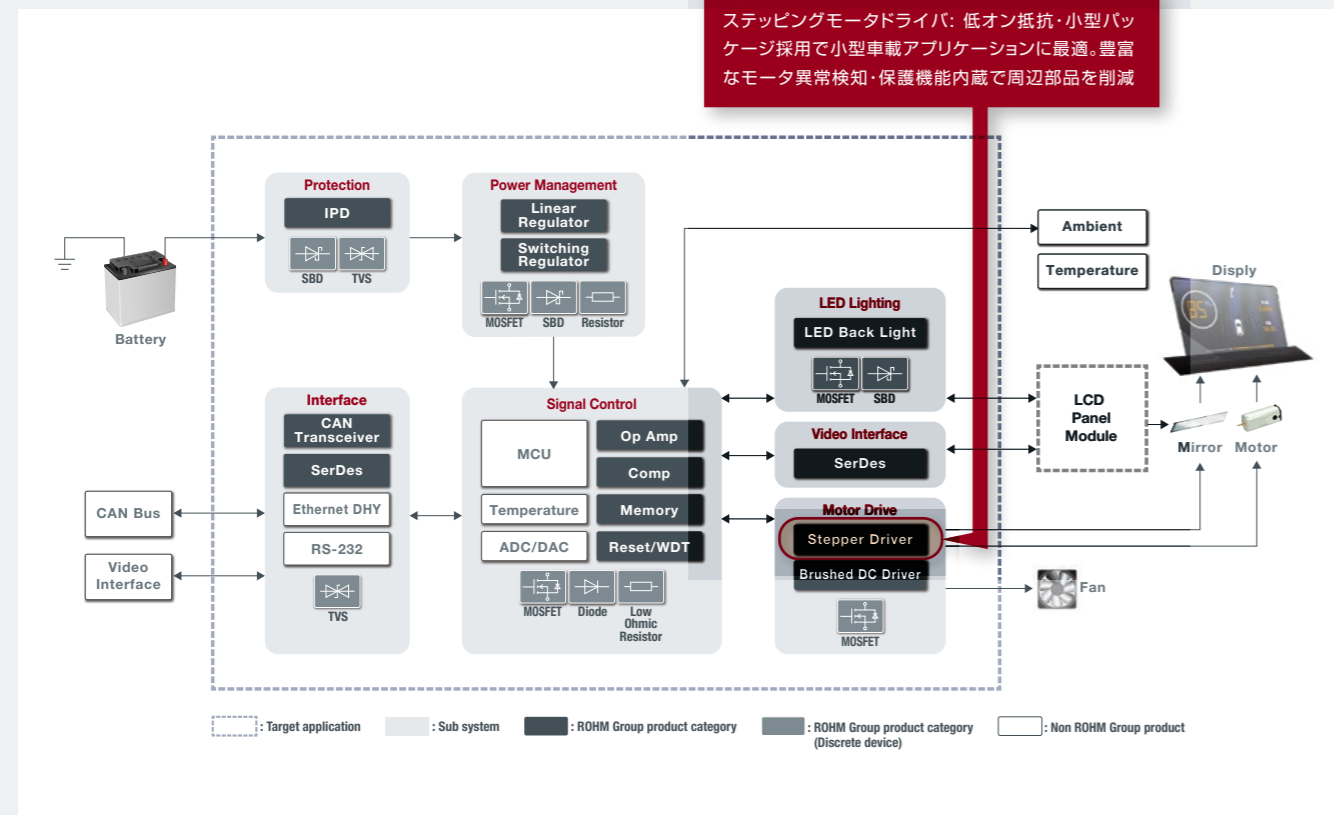 ステッピングモータドライバ: 低オン抵抗・小型パッ
ケージ採用で小型車載アプリケーションに最適。豊富
なモータ異常検知・保護機能内蔵で周辺部品を削減
Protection
IPD
SBD
TVS
Power Management
Linear
Regulator
Switching
Regulator
MOSFET
SBD
Resistor
Battery
Ambient
Temperature
Disply
LED Lighting
LED Back Light
MOSFET
SBD
Interface
CAN
Transceiver
SerDes
Ethernet DHY
RS-232
TVS
Signal Control
MCU
Op Amp
Comp
Temperature
Memory
ADC/DAC
Reset/WDT
MOSFET
Diode
Low
Ohmic
Resistor
Video Interface
SerDes
LCD
Panel
Module
Mirror
Motor
CAN Bus
Video
Interface
Motor Drive
Stepper Driver
Brushed DC Driver
MOSFET
Fan
: Target application
: Sub system
: ROHM Group product category
: ROHM Group product category
(Discrete device)
: Non ROHM Group product